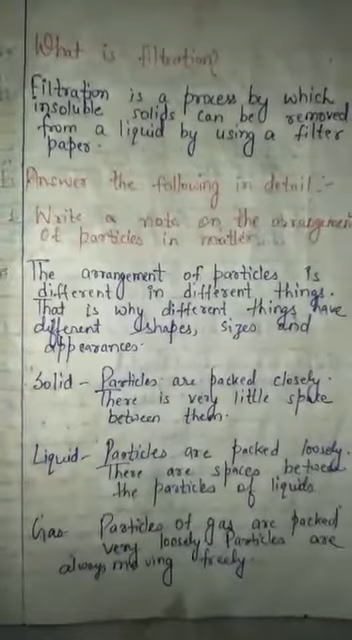 What is filtration?
Filtration is a process by which
insoluble solids can be removed
from a liquid by using a filter
paper.
Answer the following in detail:-
Write a note on the arrangemen
of particles in matter.
The arrangement of particles is
different in different things.
That is why different things have
different shapes, sizes and
appearances.
Solid - Particles are packed closely.
There is very little space
between them.
Liquid - Particles are packed loosely.
There are spaces between
the particles of liquids
Gas - Particles of gas are packed
very loosely Particles are
always moving freely.